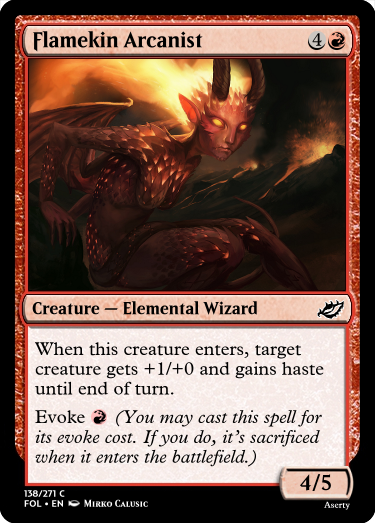 Flamekin Arcanist 4
Creature — Elemental Wizard
When this creature enters, target
creature gets +1/+0 and gains haste
until end of turn.
Evoke (You may cast this spell for
its evoke cost. If you do, it's sacrificed
when it enters the battlefield.)
4/5
138/271 C
FOL • EN Mirko Calusic
Aserty